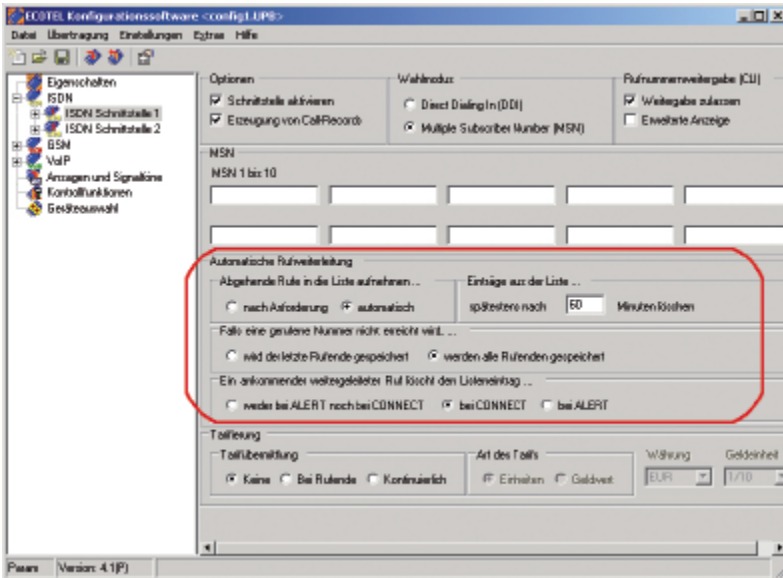 ECOTEL Konfigurationssoftware <config1.UPB>
Datei Übertragung Einstellungen Extras Hilfe
Eigenschaften
ISDN
ISDN Schnittstelle 1
ISDN Schnittstelle 2
GSM
VoIP
Ansagen und Signaltöne
Kontrollfunktionen
Geräteauswahl
Optionen
Schnittstelle aktivieren
Erzeugung von Call-Records
Wahlmodus
Direct Dialing In (DDI)
Multiple Subscriber Number (MSN)
Rufnummernweitergabe (CLI)
Weitergabe zulassen
Erweiterte Anzeige
MSN
MSN 1 bis 10
Automatische Rufweiterleitung
Abgehende Rufe in die Liste aufnehmen...
nach Anforderung automatisch
Einträge aus der Liste ...
spätestens nach 60 Minuten löschen
Falls eine gerufene Nummer nicht erreicht wird, ...
wird der letzte Rufende gespeichert werden alle Rufenden gespeichert
Ein ankommender weitergeleiteter Ruf löscht den Listeneintrag ...
weder bei ALERT noch bei CONNECT bei CONNECT bei ALERT
Tarifierung
Tarifübermittlung
Keine Bei Rufende Kontinuierlich
Art des Tarifs
Einheiten Geldwert
Währung
EUR
Geldeinheit
1/10
Param Version: 4.1(P)